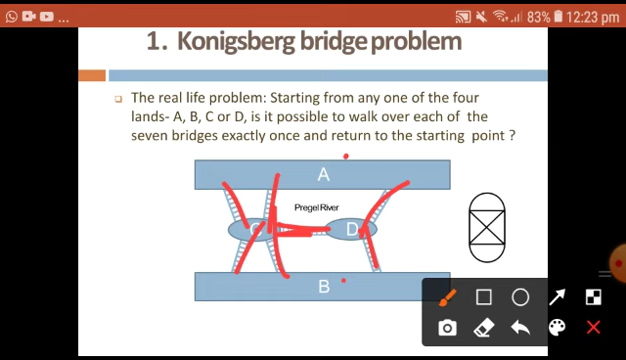 ... 83% 12:23 pm
1. Konigsberg bridge problem
The real life problem: Starting from any one of the four
lands- A, B, C or D, is it possible to walk over each of the
seven bridges exactly once and return to the starting point ?
A
Pregel River
C D
B